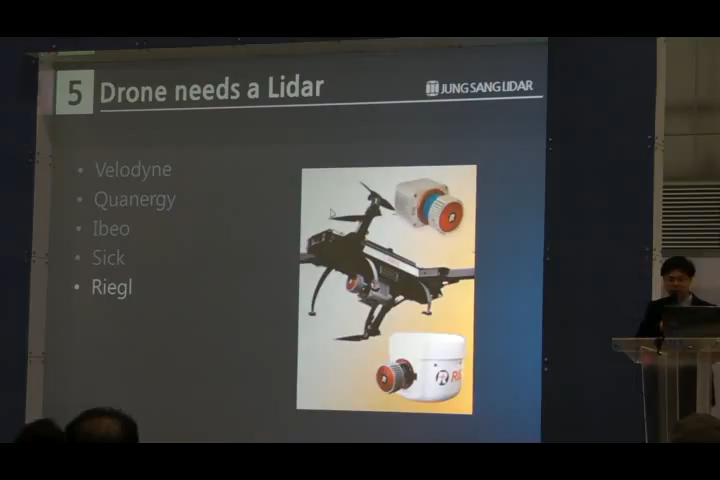 5 Drone needs a Lidar
JUNG SANG LIDAR
• Velodyne
• Quanergy
• Ibeo
• Sick
• Riegl